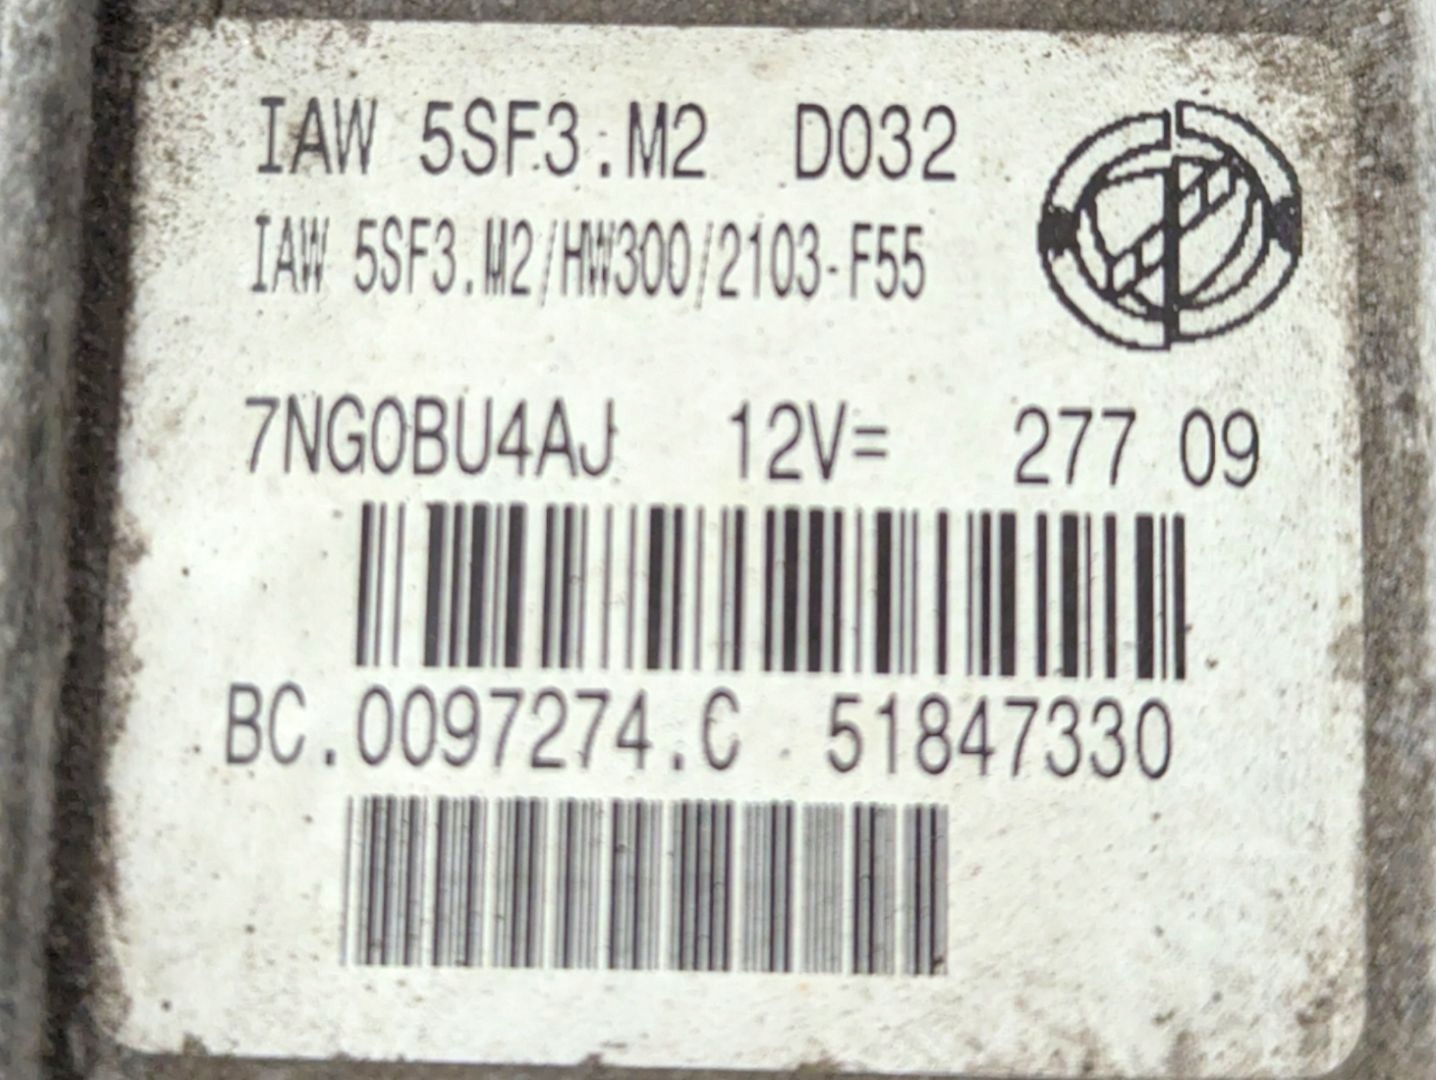 IAW 5SF3.M2 D032
IAW 5SF3.M2/HW300/2103-F55
7NG0BU4AJ 12V= 277 09
BC.0097274.C 51847330